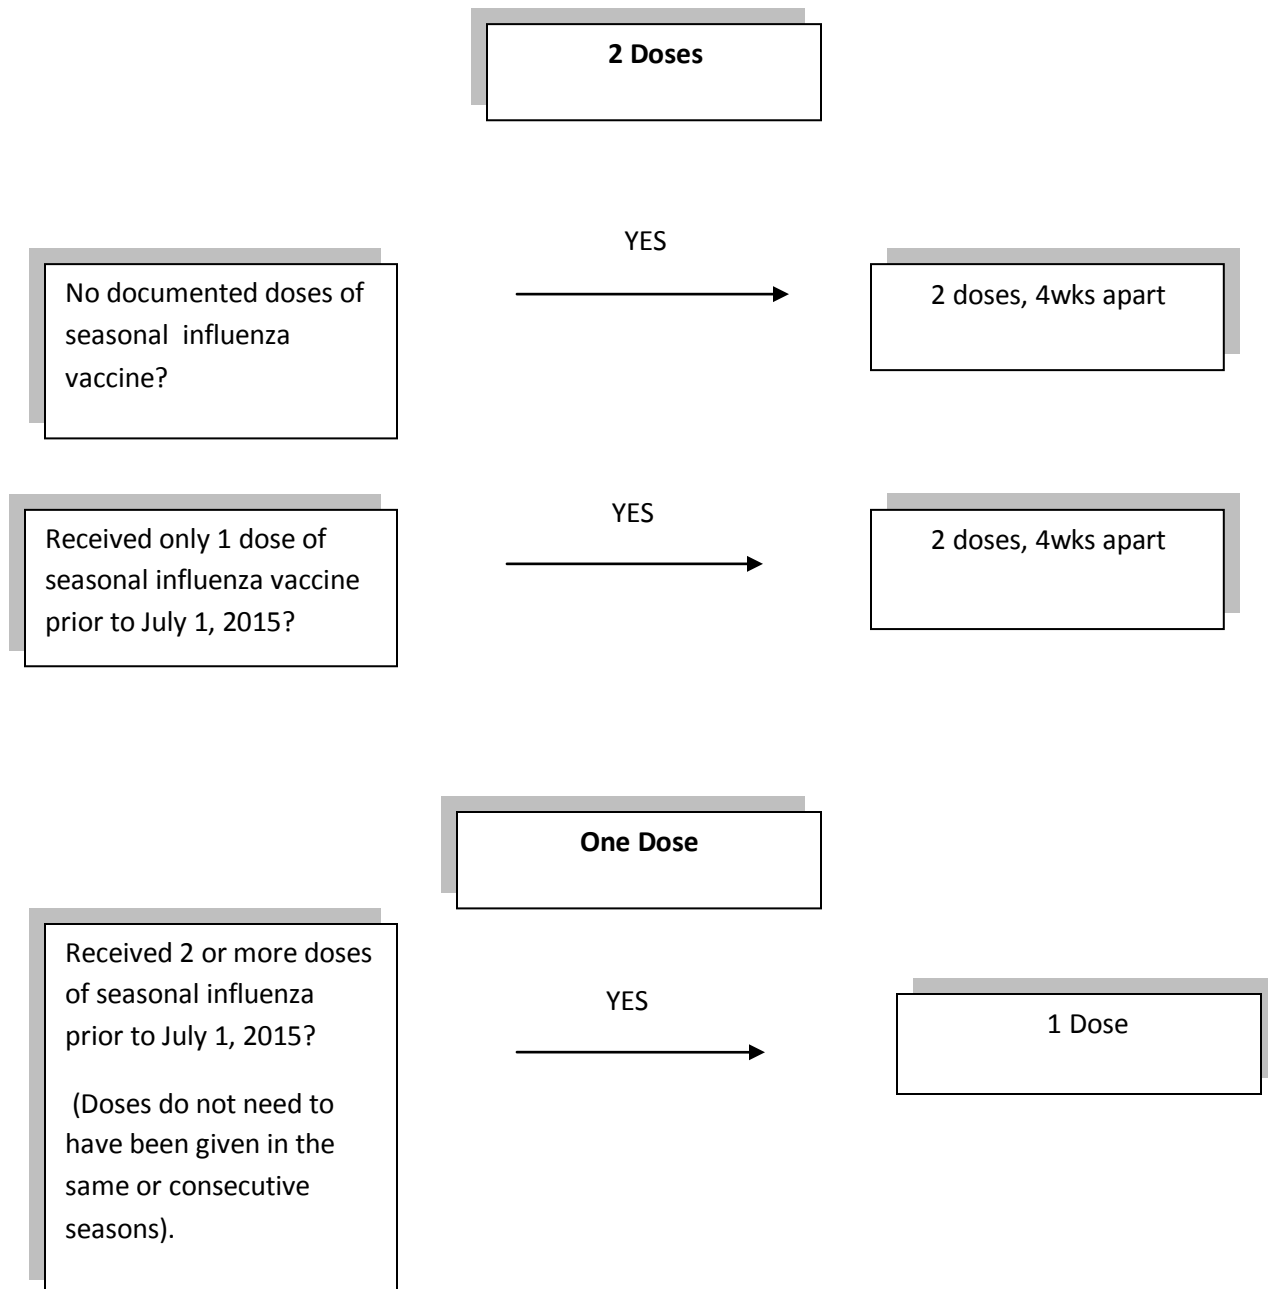 2 Doses
YES
No documented doses of
seasonal influenza
vaccine?
2 doses, 4wks apart
YES
Received only 1 dose of
seasonal influenza vaccine
prior to July 1, 2015?
2 doses, 4wks apart
One Dose
Received 2 or more doses
of seasonal influenza
prior to July 1, 2015?
(Doses do not need to
have been given in the
same or consecutive
seasons).
YES
1 Dose